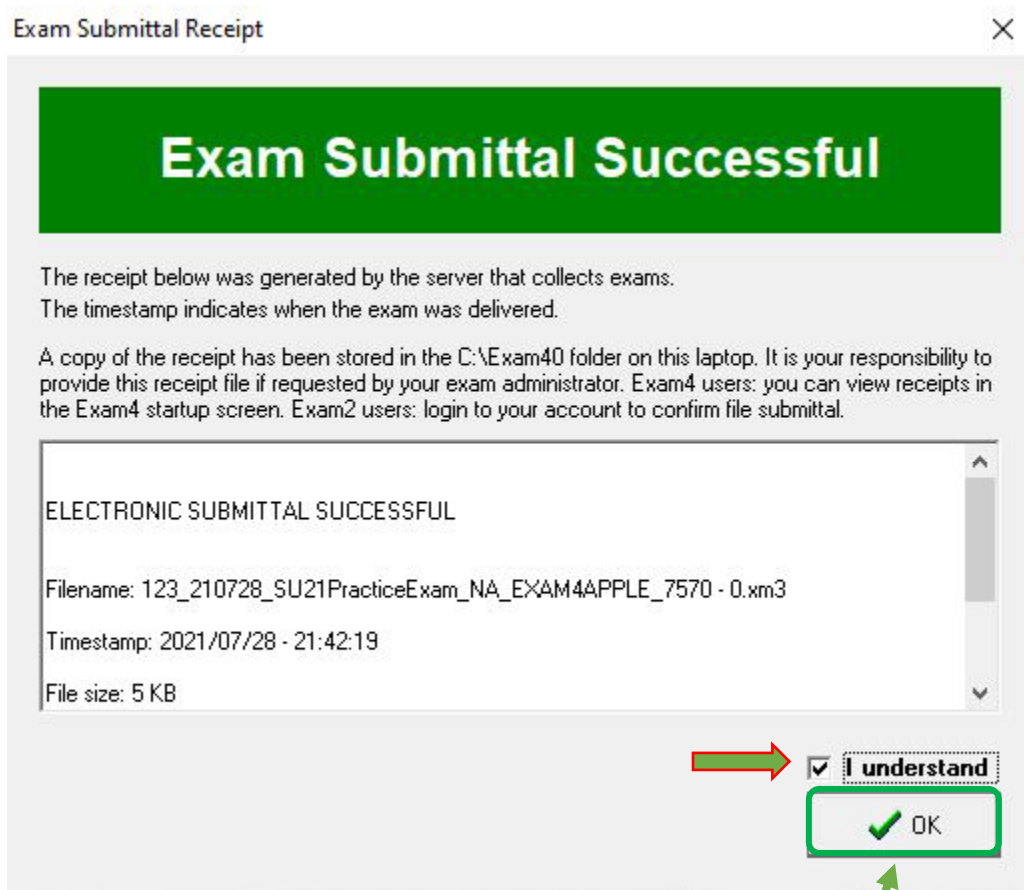 Exam Submittal Receipt
Exam Submittal Successful
The receipt below was generated by the server that collects exams.
The timestamp indicates when the exam was delivered.
A copy of the receipt has been stored in the C:\Exam40 folder on this laptop. It is your responsibility to
provide this receipt file if requested by your exam administrator. Exam4 users: you can view receipts in
the Exam4 startup screen. Exam2 users: login to your account to confirm file submittal.
ELECTRONIC SUBMITTAL SUCCESSFUL
Filename: 123_210728_SU21PracticeExam_NA_EXAM4APPLE_7570 - 0.xm3
Timestamp: 2021/07/28 - 21:42:19
File size: 5 KB
I understand
OK